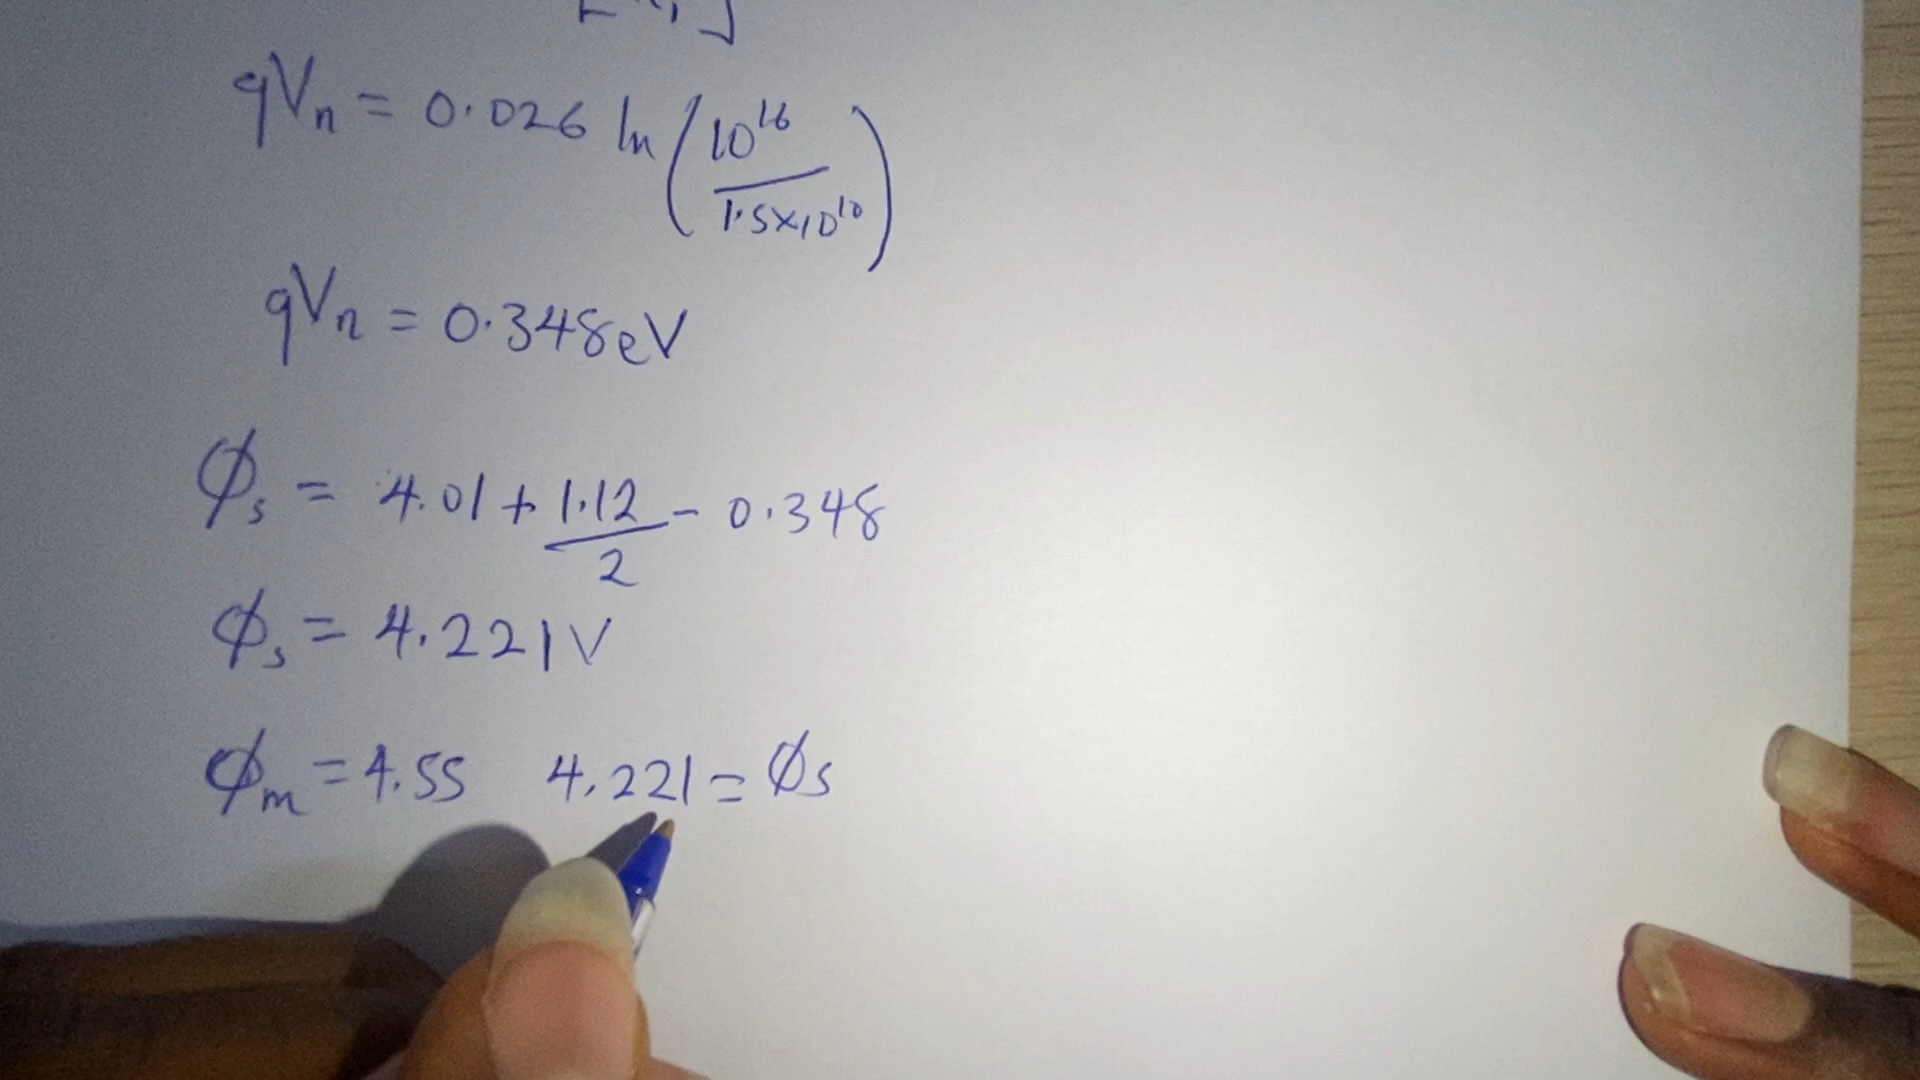 qVn = 0.026 ln (10^16 / 1.5×10^10)
qVn = 0.348eV
ϕs = 4.01 + 1.12/2 - 0.348
ϕs = 4.221V
ϕm = 4.55 4.221 = ϕs